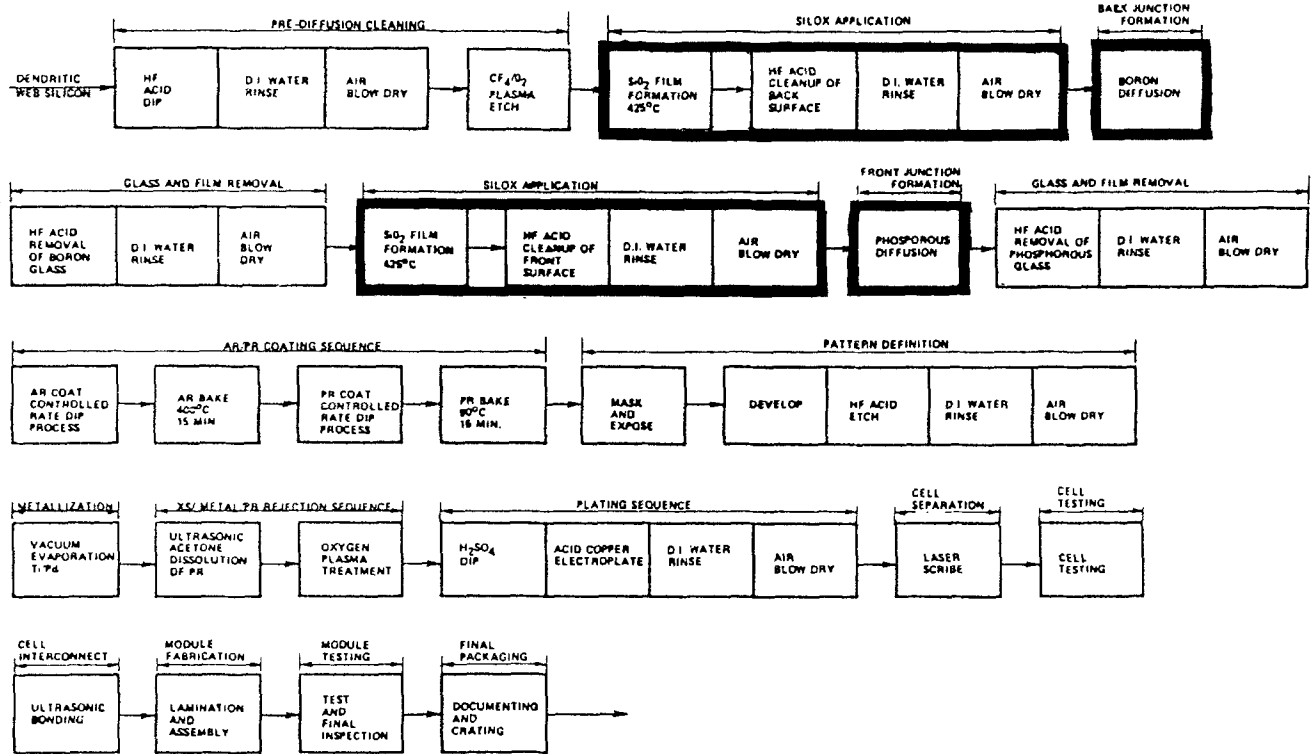 PRE-DIFFUSION CLEANING
SILOX APPLICATION
BACK JUNCTION
FORMATION
DENDRITIC
WEB SILICON
HF
ACID
DIP
D.I. WATER
RINSE
AIR
BLOW DRY
CF4/O2
PLASMA
ETCH
SiO2 FILM
FORMATION
425°C
HF ACID
CLEANUP OF
BACK
SURFACE
D.I. WATER
RINSE
AIR
BLOW DRY
BORON
DIFFUSION
GLASS AND FILM REMOVAL
SILOX APPLICATION
FRONT JUNCTION
FORMATION
GLASS AND FILM REMOVAL
HF ACID
REMOVAL
OF BORON
GLASS
D.I. WATER
RINSE
AIR
BLOW
DRY
SiO2 FILM
FORMATION
425°C
HF ACID
CLEANUP OF
FRONT
SURFACE
D.I. WATER
RINSE
AIR
BLOW DRY
PHOSPOROUS
DIFFUSION
HF ACID
REMOVAL OF
PHOSPHOROUS
GLASS
D.I. WATER
RINSE
AIR
BLOW DRY
AR/PR COATING SEQUENCE
PATTERN DEFINITION
AR COAT
CONTROLLED
RATE DIP
PROCESS
AR BAKE
400°C
15 MIN
PR COAT
CONTROLLED
RATE DIP
PROCESS
PR BAKE
90°C
15 MIN.
MASK
AND
EXPOSE
DEVELOP
HF ACID
ETCH
D.I. WATER
RINSE
AIR
BLOW DRY
METALLIZATION
XS/METAL PR REJECTION SEQUENCE
PLATING SEQUENCE
CELL
SEPARATION
CELL
TESTING
VACUUM
EVAPORATION
Ti/Pd
ULTRASONIC
ACETONE
DISSOLUTION
OF PR
OXYGEN
PLASMA
TREATMENT
H2SO4
DIP
ACID COPPER
ELECTROPLATE
D.I. WATER
RINSE
AIR
BLOW DRY
LASER
SCRIBE
CELL
TESTING
CELL
INTERCONNECT
MODULE
FABRICATION
MODULE
TESTING
FINAL
PACKAGING
ULTRASONIC
BONDING
LAMINATION
AND
ASSEMBLY
TEST
AND
FINAL
INSPECTION
DOCUMENTING
AND
CRATING